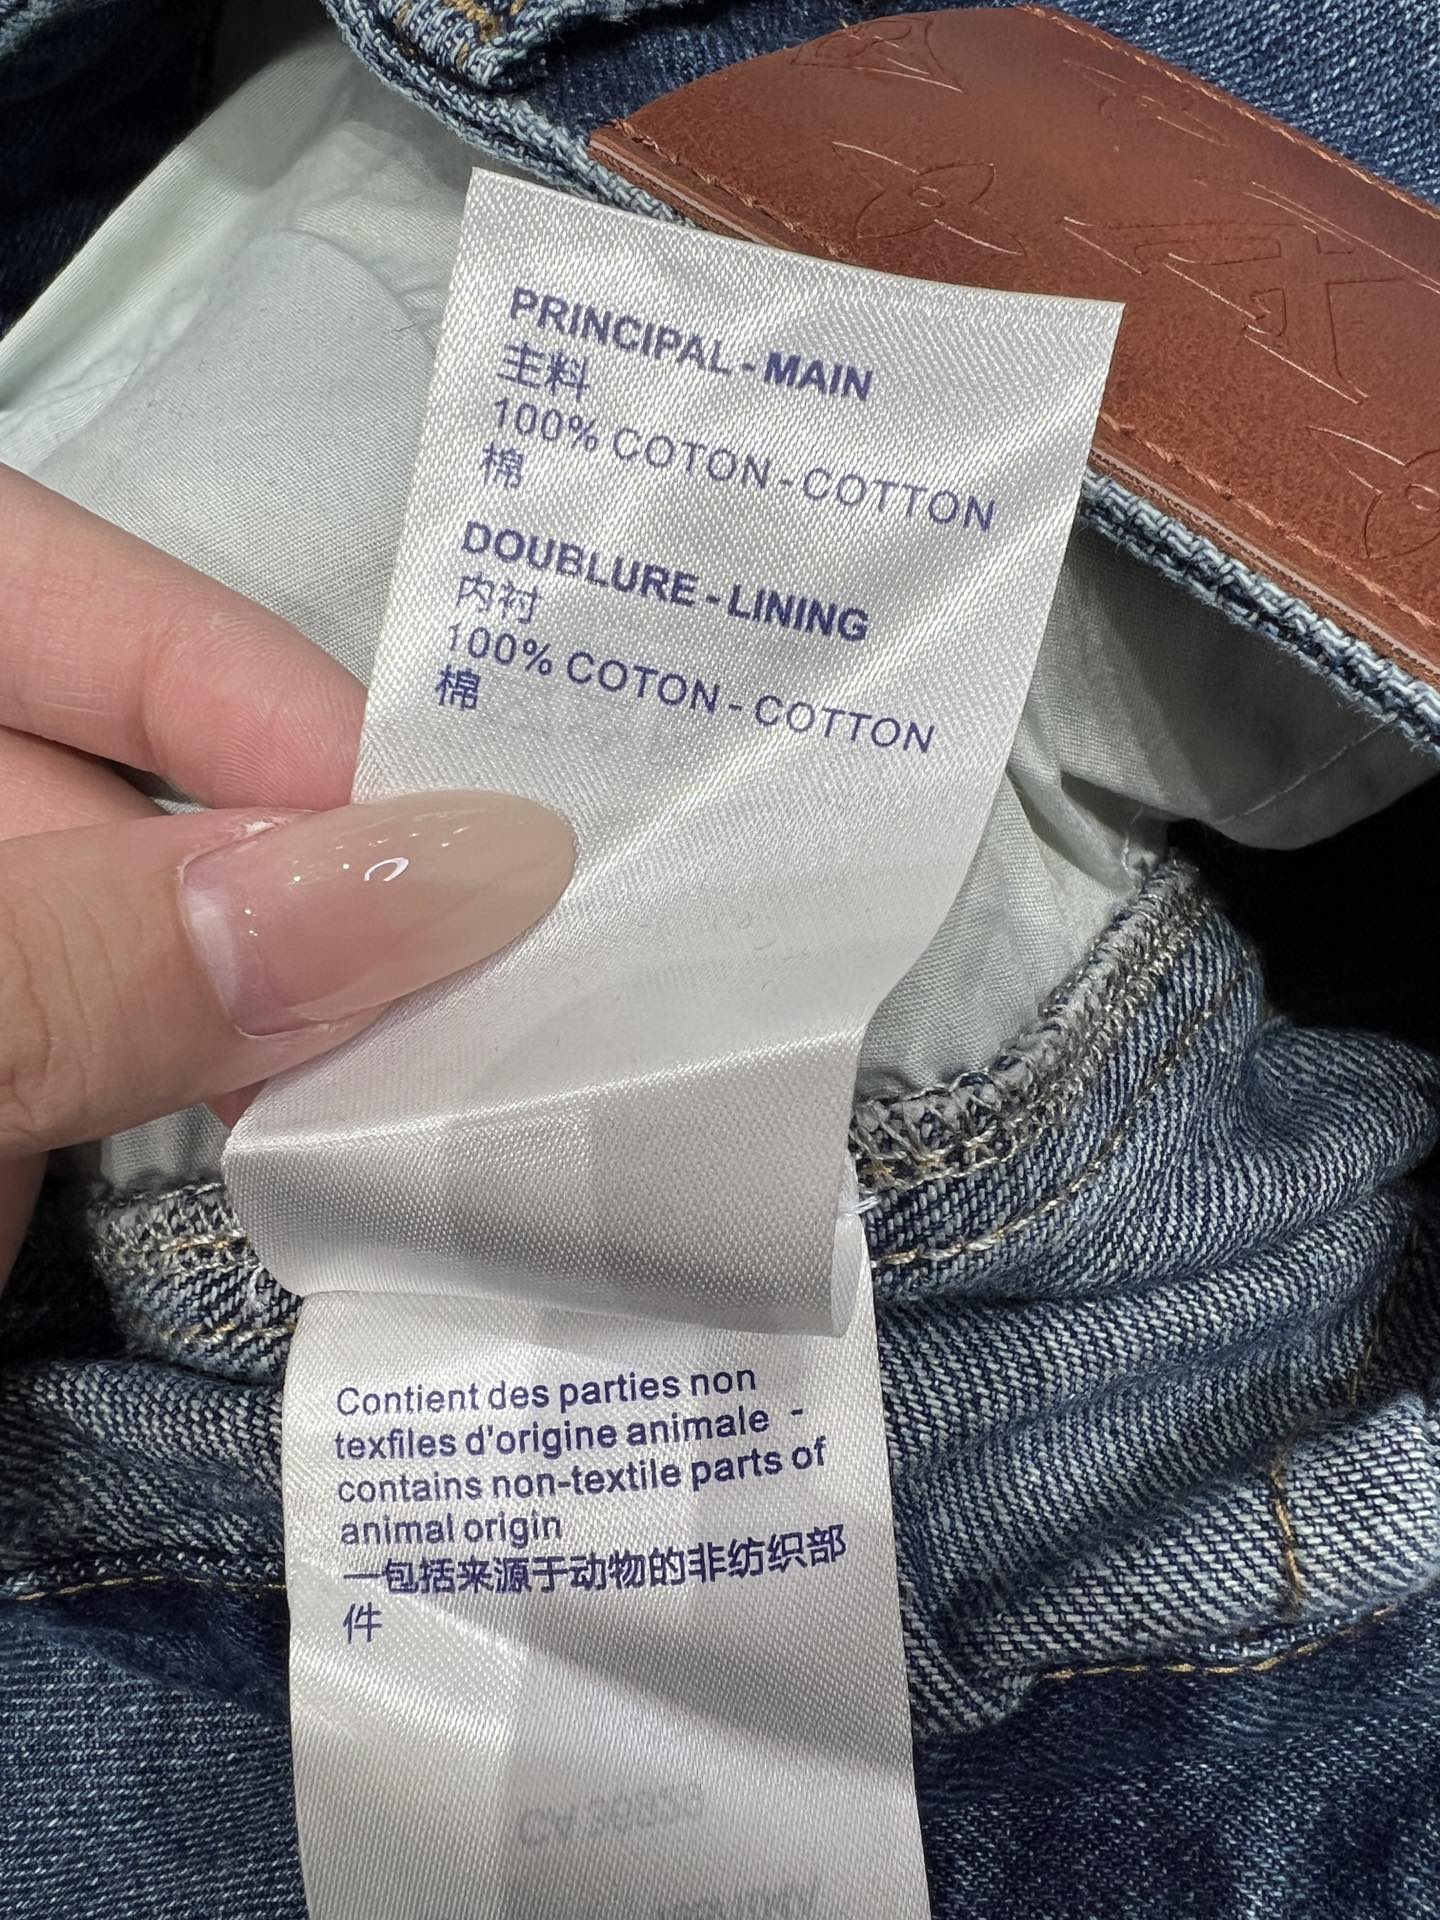 PRINCIPAL - MAIN
主料
100% COTON - COTTON
棉
DOUBLURE - LINING
内衬
100% COTON - COTTON
棉
Contient des parties non
texfiles d'origine animale -
contains non-textile parts of
animal origin
一包括来源于动物的非纺织部
件